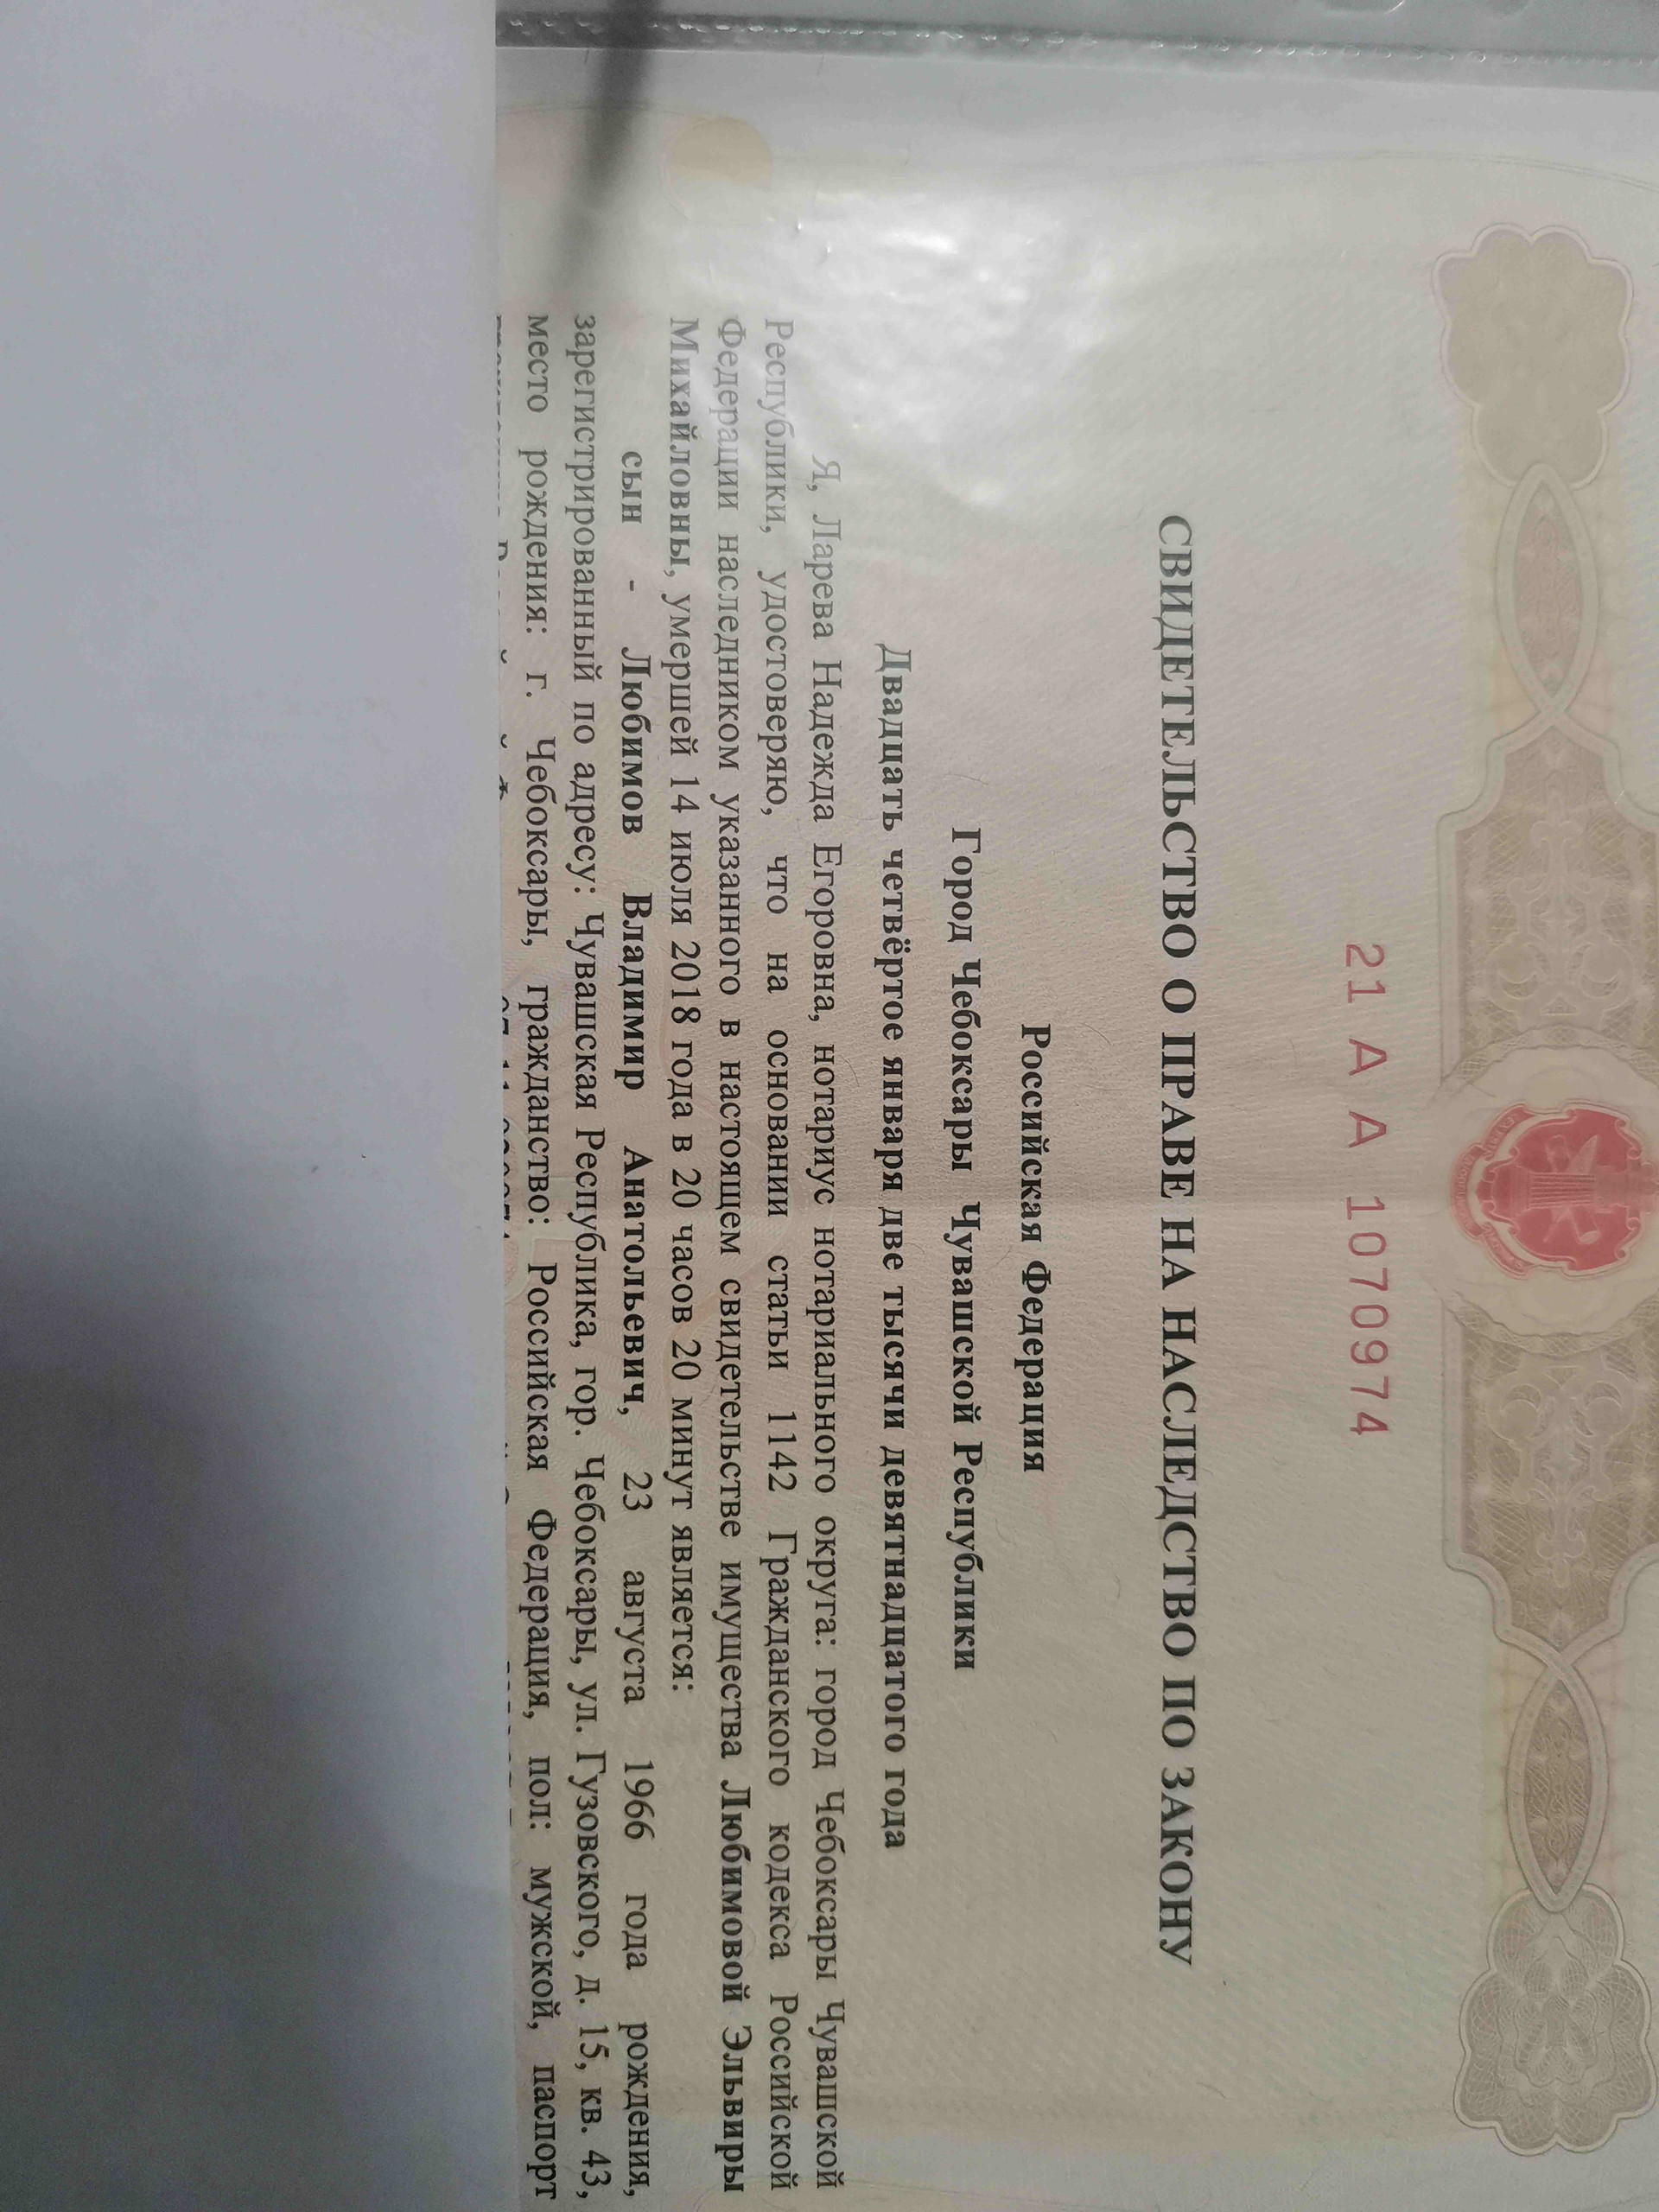 21 А А 1070974
СВИДЕТЕЛЬСТВО О ПРАВЕ НА НАСЛЕДСТВО ПО ЗАКОНУ
Российская Федерация
Город Чебоксары Чувашской Республики
Двадцать четвёртое января две тысячи девятнадцатого года
Я, Ларева Надежда Егоровна, нотариус нотариального округа: город Чебоксары Чувашской
Республики, удостоверяю, что на основании статьи 1142 Гражданского кодекса Российской
Федерации наследником указанного в настоящем свидетельстве имущества Любимовой Эльвиры
Михайловны, умершей 14 июля 2018 года в 20 часов 20 минут является:
сын - Любимов Владимир Анатольевич, 23 августа 1966 года рождения,
зарегистрированный по адресу: Чувашская Республика, гор. Чебоксары, ул. Гузовского, д. 15, кв. 43,
место рождения: г. Чебоксары, гражданство: Российская Федерация, пол: мужской, паспорт